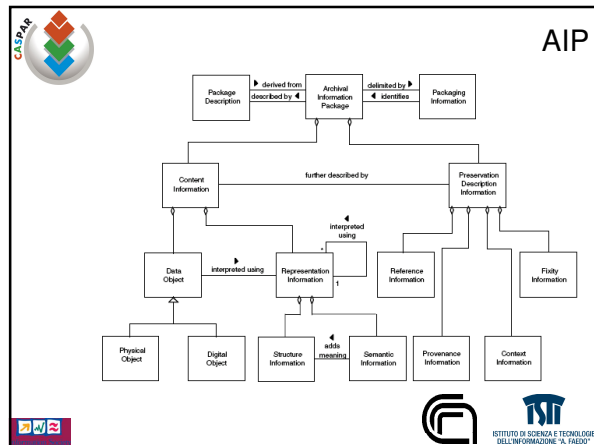 CASPAR
AIP
Package
Description
derived from
described by
Archival
Information
Package
delimited by
identifies
Packaging
Information
Content
Information
further described by
Preservation
Description
Information
interpreted
using
*
1
Data
Object
interpreted using
Representation
Information
Reference
Information
Fixity
Information
Physical
Object
Digital
Object
Structure
Information
adds
meaning
Semantic
Information
Provenance
Information
Context
Information
ISTI
ISTITUTO DI SCIENZA E TECNOLOGIE
DELL'INFORMAZIONE "A. FAEDO"